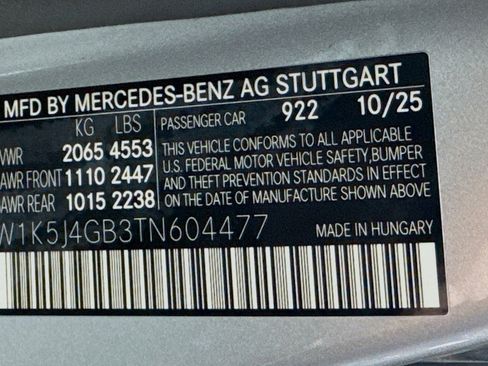 MFD BY MERCEDES-BENZ AG STUTTGART
KG LBS PASSENGER CAR 922 10/25
VWR 2065 4553
AWR FRONT 1110 2447
AWR REAR 1015 2238
THIS VEHICLE CONFORMS TO ALL APPLICABLE
U.S. FEDERAL MOTOR VEHICLE SAFETY, BUMPER
AND THEFT PREVENTION STANDARDS IN
EFFECT ON THE DATE OF MANUFACTURE
SHOWN ABOVE.
W1K5J4GB3TN604477
MADE IN HUNGARY